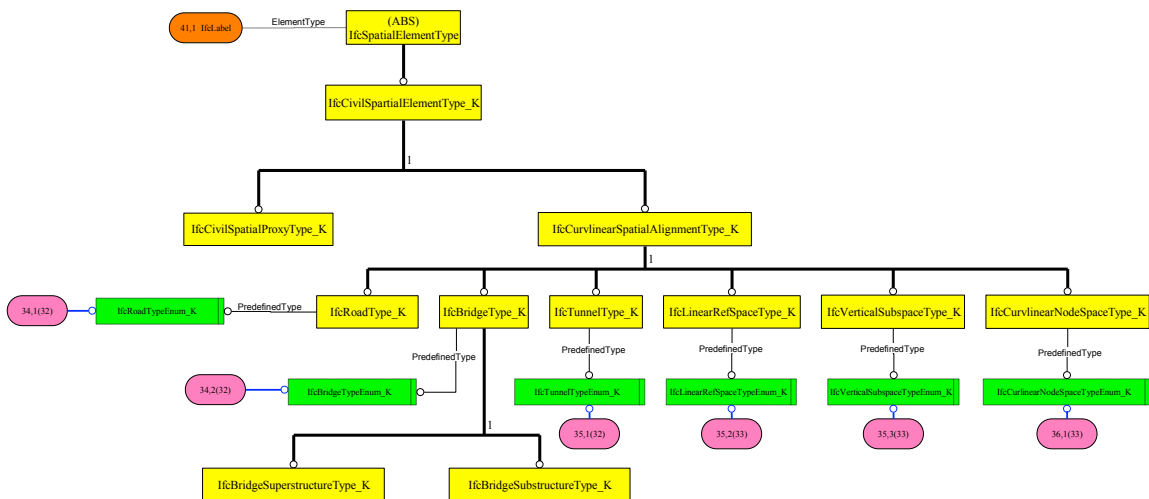 41,1 IfcLabel
ElementType
(ABS)
IfcSpatialElementType
IfcCivilSpartialElementType_K
1
IfcCivilSpatialProxyType_K
IfcCurvlinearSpatialAlignmentType_K
1
34,1(32)
IfcRoadTypeEnum_K
PredefinedType
IfcRoadType_K
IfcBridgeType_K
IfcTunnelType_K
IfcLinearRefSpaceType_K
IfcVerticalSubspaceType_K
IfcCurvlinearNodeSpaceType_K
PredefinedType
PredefinedType
PredefinedType
PredefinedType
PredefinedType
34,2(32)
IfcBridgeTypeEnum_K
IfcTunnelTypeEnum_K
IfcLinearRefSpaceTypeEnum_K
IfcVerticalSubspaceTypeEnum_K
IfcCurlinearNodeSpaceTypeEnum_K
1
35,1(32)
35,2(33)
35,3(33)
36,1(33)
IfcBridgeSuperstructureType_K
IfcBridgeSubstructureType_K